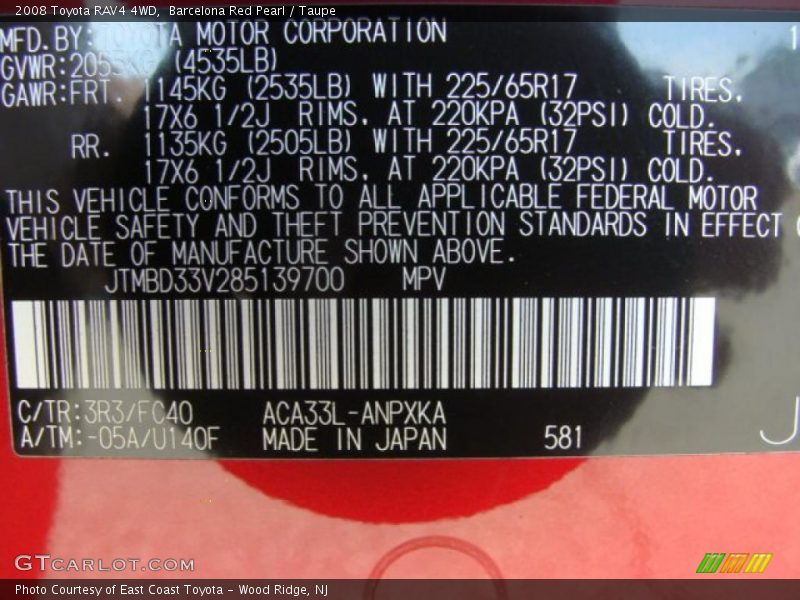 2008 Toyota RAV4 4WD, Barcelona Red Pearl / Taupe
MFD.BY:TOYOTA MOTOR CORPORATION 1
GVWR:2055KG (4535LB)
GAWR:FRT. 1145KG (2535LB) WITH 225/65R17 TIRES,
17X6 1/2J RIMS, AT 220KPA (32PSI) COLD.
RR. 1135KG (2505LB) WITH 225/65R17 TIRES,
17X6 1/2J RIMS, AT 220KPA (32PSI) COLD.
THIS VEHICLE CONFORMS TO ALL APPLICABLE FEDERAL MOTOR
VEHICLE SAFETY AND THEFT PREVENTION STANDARDS IN EFFECT
THE DATE OF MANUFACTURE SHOWN ABOVE.
JTMBD33V285139700 MPV
C/TR:3R3/FC40 ACA33L-ANPXKA
A/TM:-05A/U140F MADE IN JAPAN 581 J
GTCARLOT.COM
Photo Courtesy of East Coast Toyota - Wood Ridge, NJ